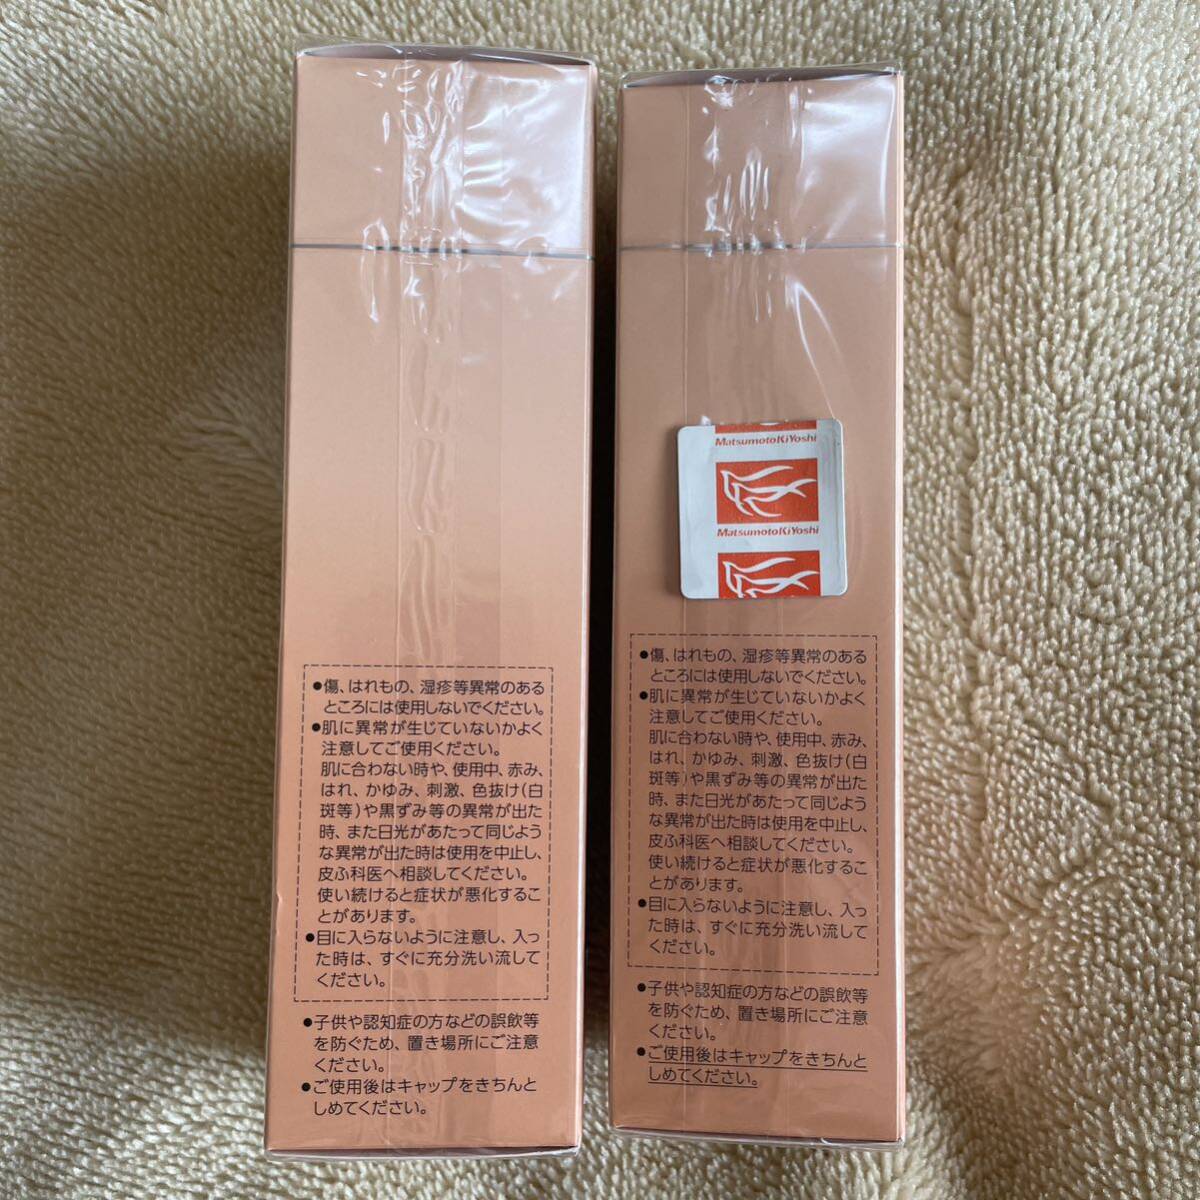 ●傷、はれもの、湿疹等異常のある
ところには使用しないでください。
●肌に異常が生じていないかよく
注意してご使用ください。
肌に合わない時や、使用中、赤み、
はれ、かゆみ、刺激、色抜け(白
斑等)や黒ずみ等の異常が出た
時、また日光があたって同じよう
な異常が出た時は使用を中止し、
皮ふ科医へ相談してください。
使い続けると症状が悪化するこ
とがあります。
●目に入らないように注意し、入っ
た時は、すぐに充分洗い流して
ください。
●子供や認知症の方などの誤飲等
を防ぐため、置き場所にご注意
ください。
●ご使用後はキャップをきちんと
しめてください。
MatsumotoKiYoshi
MatsumotoKiYoshi
●傷、はれもの、湿疹等異常のある
ところには使用しないでください。
●肌に異常が生じていないかよく
注意してご使用ください。
肌に合わない時や、使用中、赤み、
はれ、かゆみ、刺激、色抜け(白
斑等)や黒ずみ等の異常が出た
時、また日光があたって同じよう
な異常が出た時は使用を中止し、
皮ふ科医へ相談してください。
使い続けると症状が悪化するこ
とがあります。
●目に入らないように注意し、入っ
た時は、すぐに充分洗い流して
ください。
●子供や認知症の方などの誤飲等
を防ぐため、置き場所にご注意
ください。
●ご使用後はキャップをきちんと
しめてください。